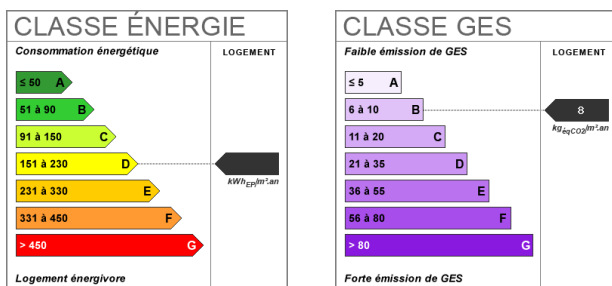 CLASSE ÉNERGIE
Consommation énergétique
LOGEMENT
≤ 50 A
51 à 90 B
91 à 150 C
151 à 230 D
kWhEP/m².an
231 à 330 E
331 à 450 F
> 450 G
Logement énergivore
CLASSE GES
Faible émission de GES
LOGEMENT
≤ 5 A
6 à 10 B
8
kgéqCO2/m².an
11 à 20 C
21 à 35 D
36 à 55 E
56 à 80 F
> 80 G
Forte émission de GES